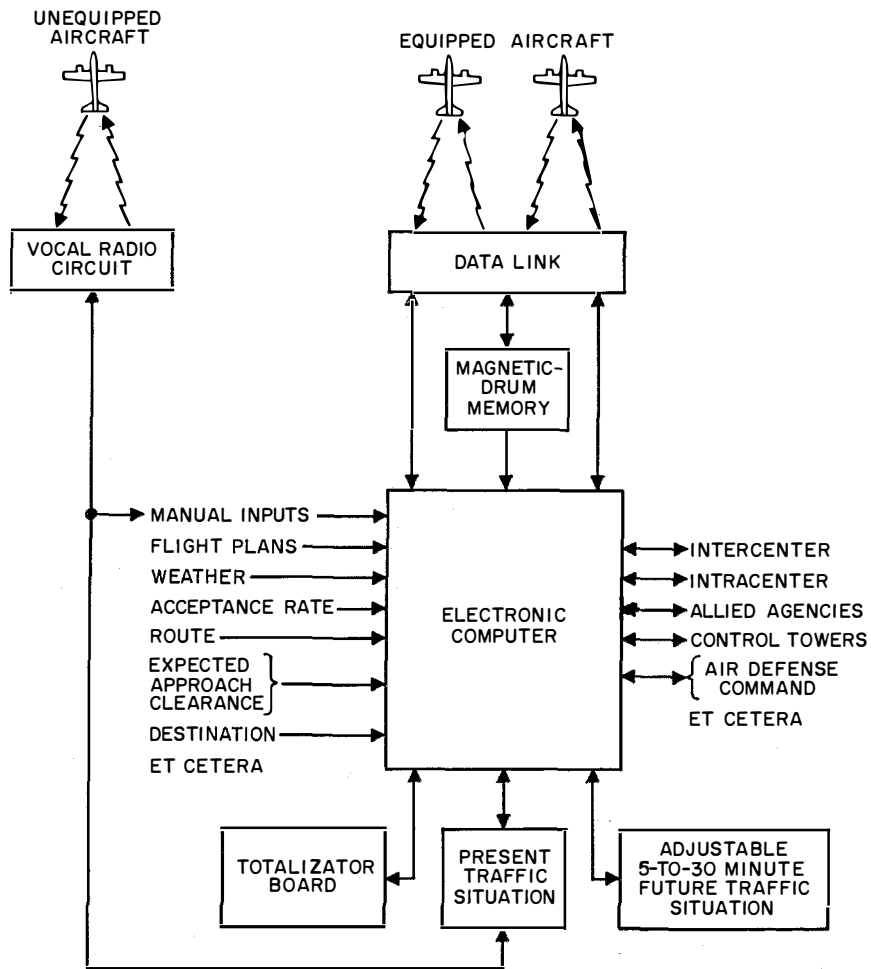 UNEQUIPPED
AIRCRAFT
EQUIPPED AIRCRAFT
VOCAL RADIO
CIRCUIT
DATA LINK
MAGNETIC-
DRUM
MEMORY
MANUAL INPUTS
FLIGHT PLANS
WEATHER
ACCEPTANCE RATE
ROUTE
EXPECTED
APPROACH
CLEARANCE
DESTINATION
ET CETERA
ELECTRONIC
COMPUTER
INTERCENTER
INTRACENTER
ALLIED AGENCIES
CONTROL TOWERS
AIR DEFENSE
COMMAND
ET CETERA
TOTALIZATOR
BOARD
PRESENT
TRAFFIC
SITUATION
ADJUSTABLE
5-TO-30 MINUTE
FUTURE TRAFFIC
SITUATION